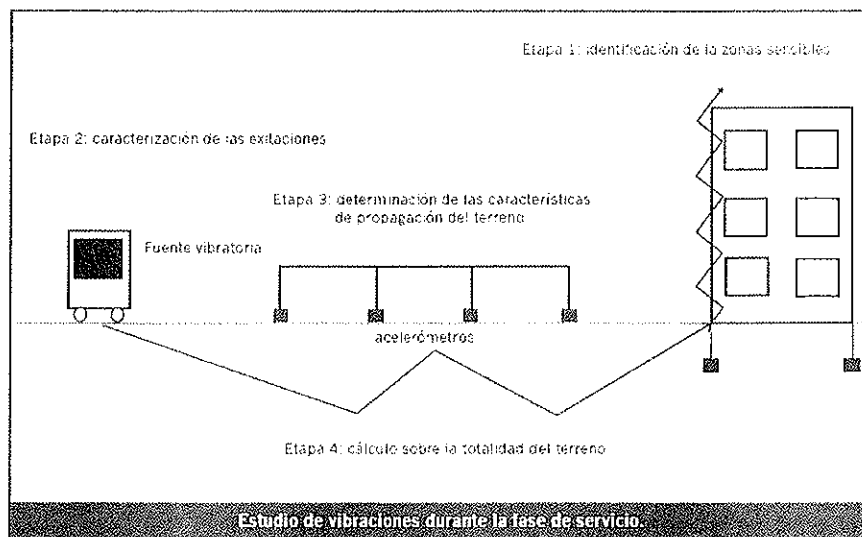 Etapa 1: identificación de la zonas sensibles
Etapa 2: caracterización de las exitaciones
Etapa 3: determinación de las características
de propagación del terreno
Fuente vibratoria
acelerómetros
Etapa 4: cálculo sobre la totalidad del terreno
Estudio de vibraciones durante la fase de servicio.